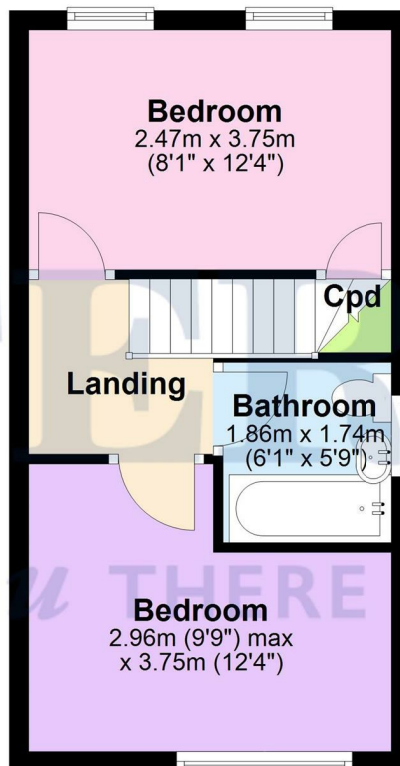 Bedroom
2.47m x 3.75m
(8'1" x 12'4")
Cpd
Landing
Bathroom
1.86m x 1.74m
(6'1" x 5'9")
Bedroom
2.96m (9'9") max
x 3.75m (12'4")
u THERE